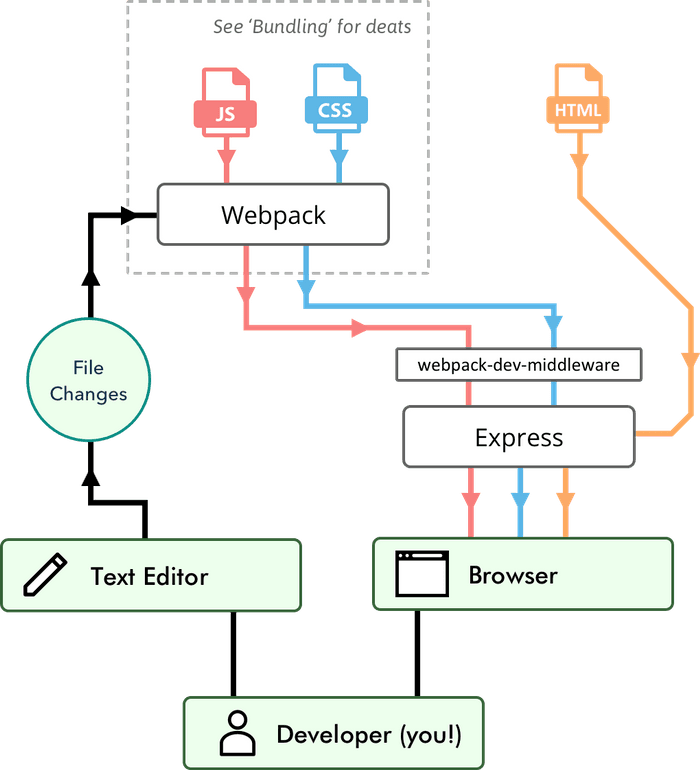 See ‘Bundling’ for deats
JS
CSS
HTML
Webpack
File
Changes
webpack-dev-middleware
Express
Text Editor
Browser
Developer (you!)